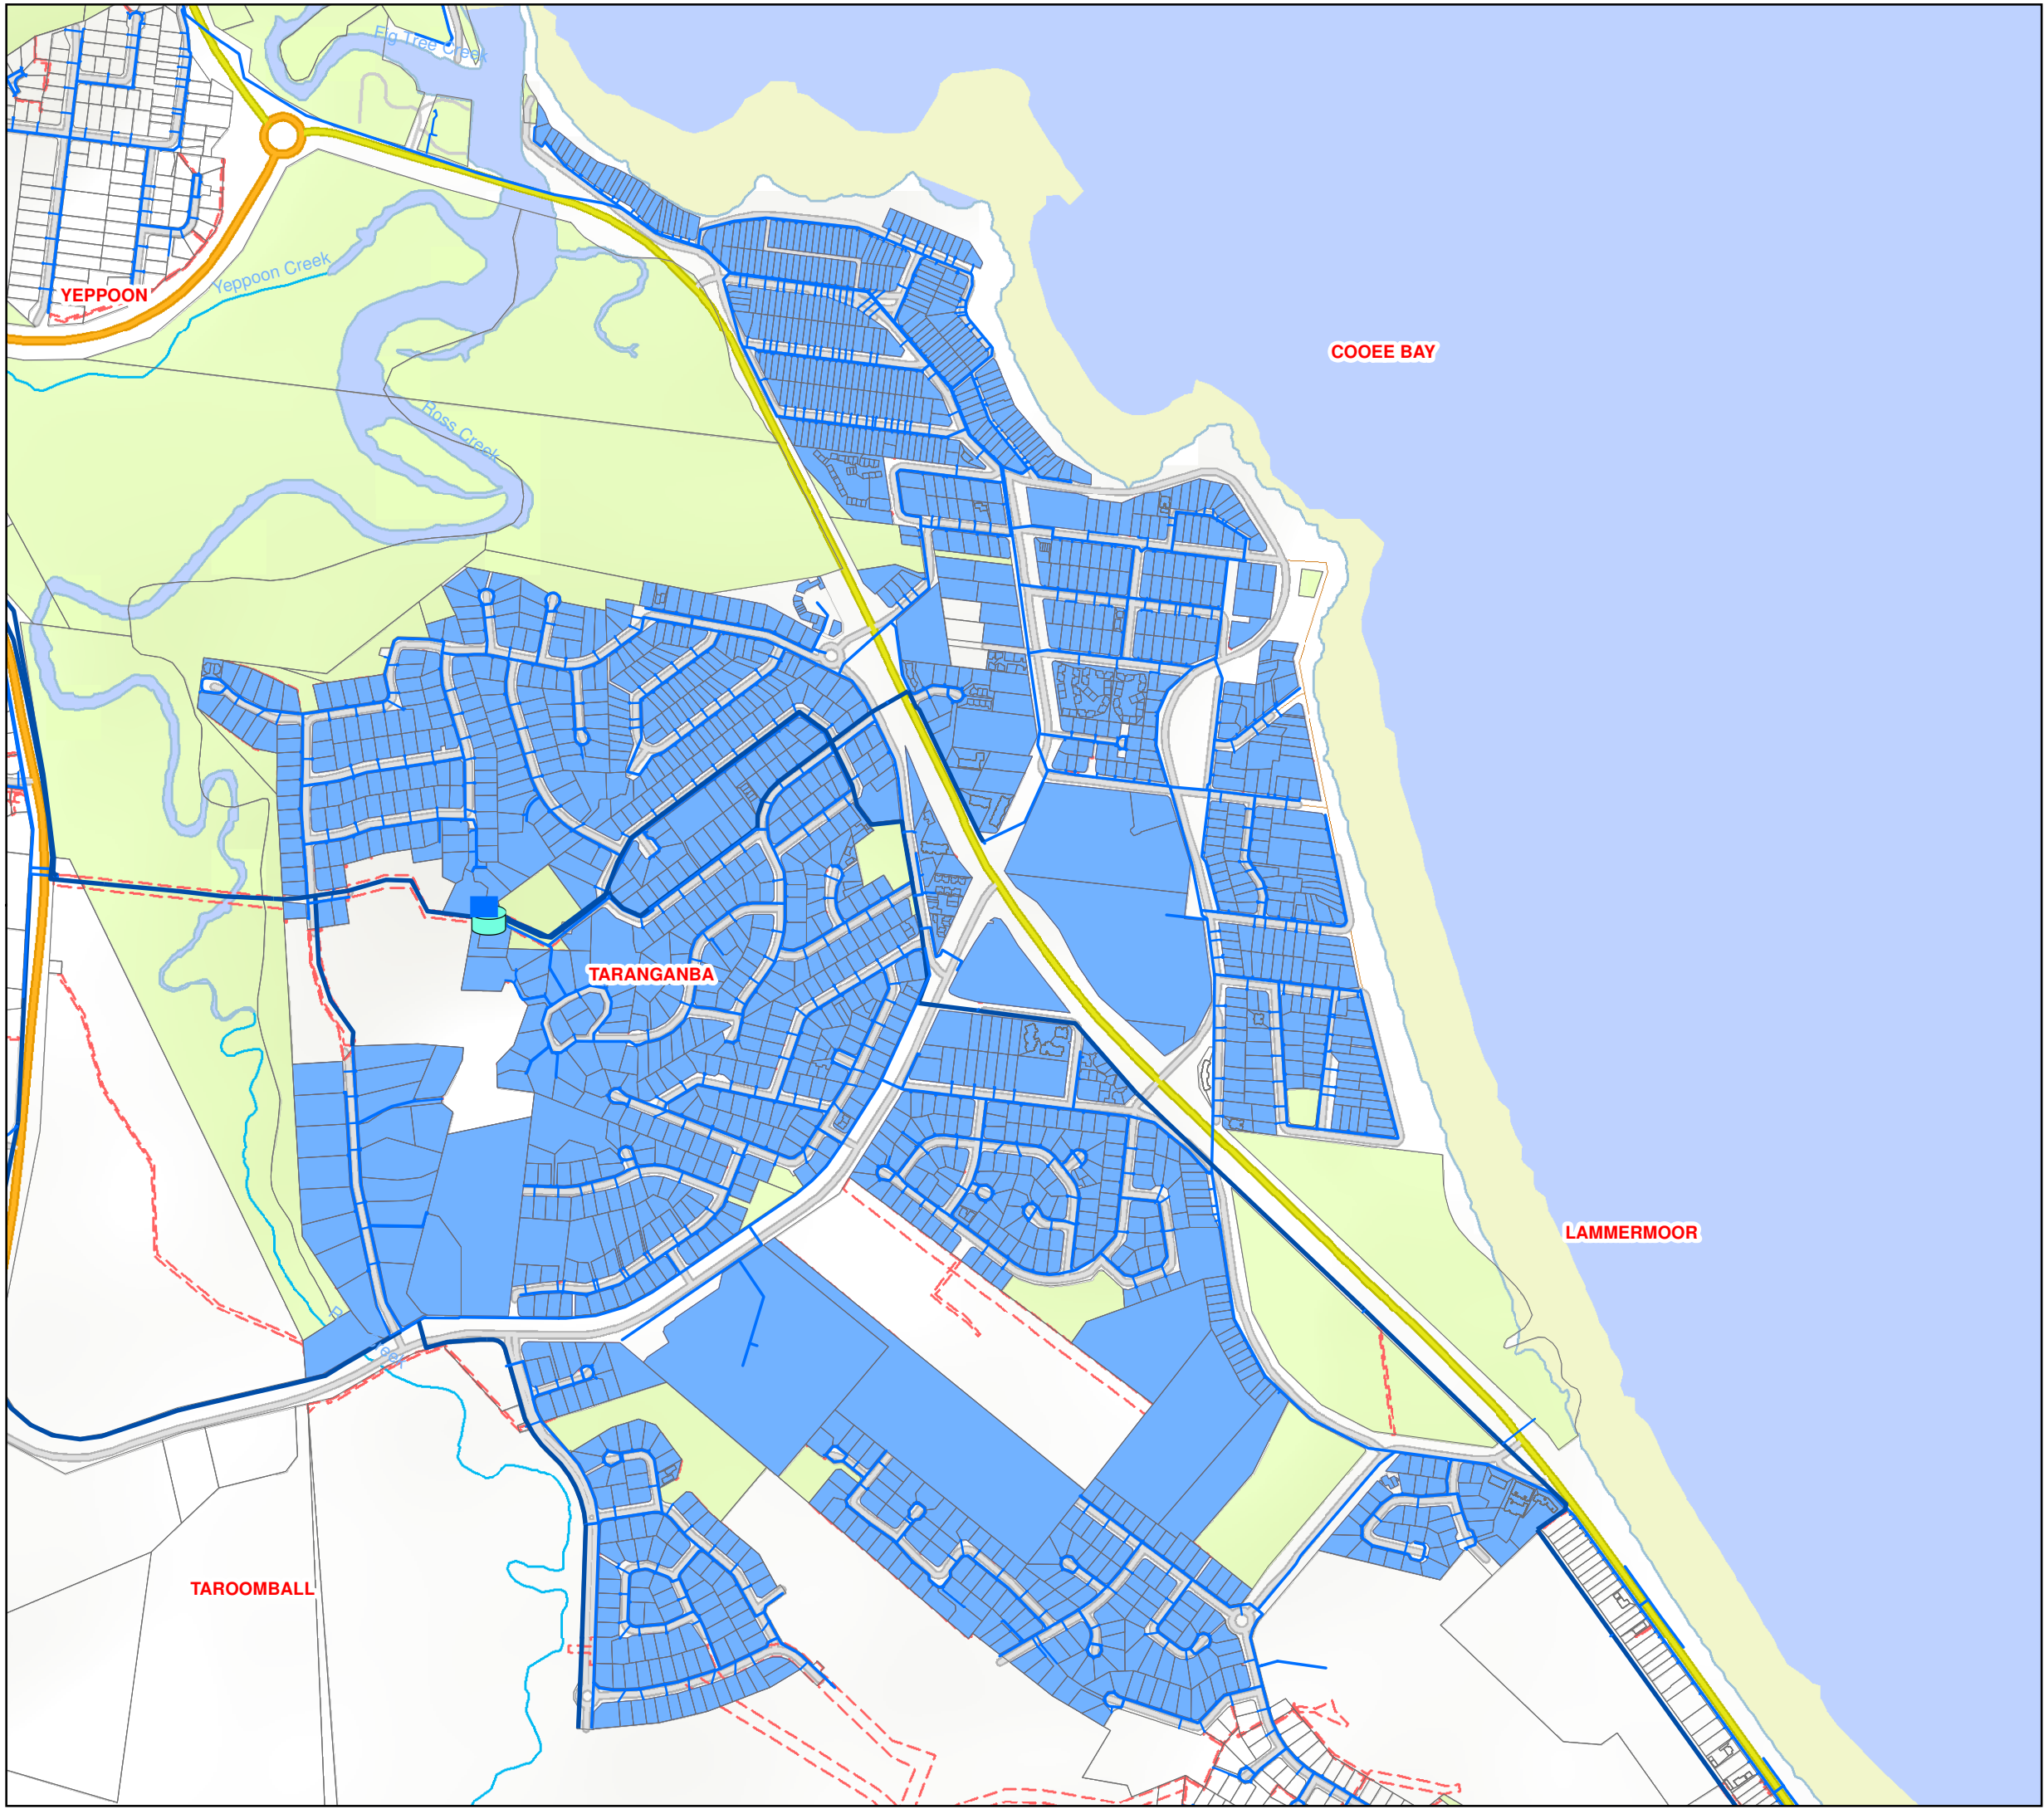 Fig Tree Creek
YEPPOON
Yeppoon Creek
COOEE BAY
Ross Creek
TARANGANBA
LAMMERMOOR
TAROOMBALL